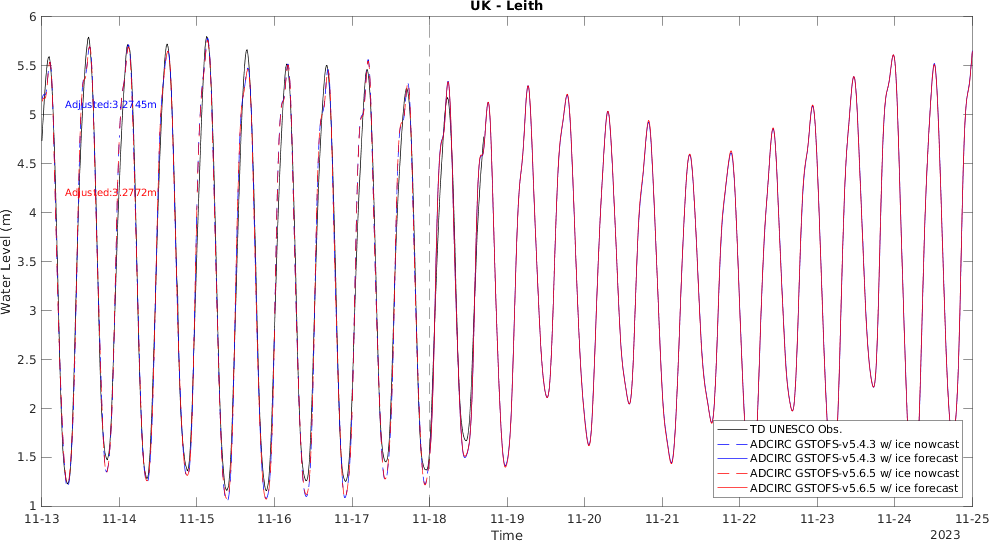 UK - Leith
6
5.5
5
4.5
4
3.5
3
2.5
2
1.5
1
Water Level (m)
Adjusted:3.2745m
Adjusted:3.2772m
TD UNESCO Obs.
ADCIRC GSTOFS-v5.4.3 w/ ice nowcast
ADCIRC GSTOFS-v5.4.3 w/ ice forecast
ADCIRC GSTOFS-v5.6.5 w/ ice nowcast
ADCIRC GSTOFS-v5.6.5 w/ ice forecast
11-13 11-14 11-15 11-16 11-17 11-18 11-19 11-20 11-21 11-22 11-23 11-24 11-25
Time
2023